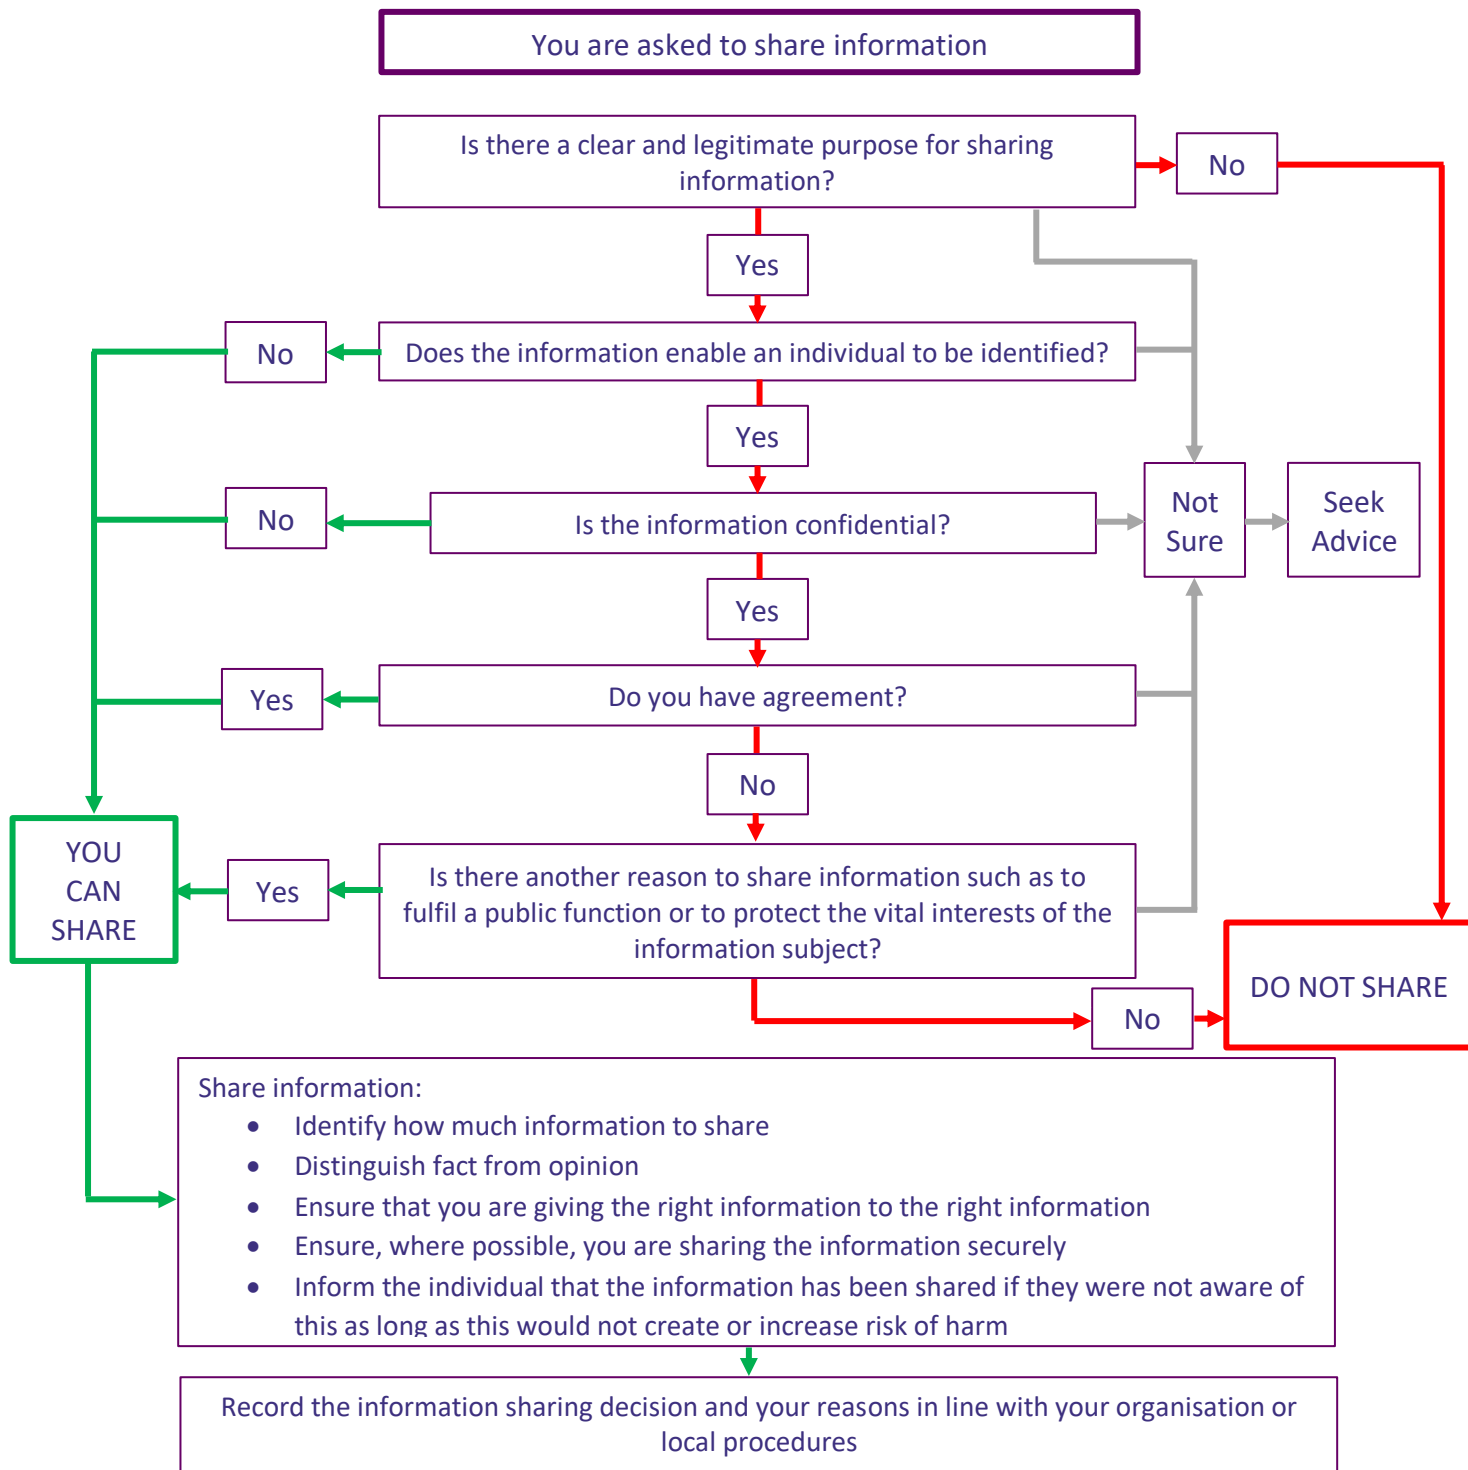 You are asked to share information
Is there a clear and legitimate purpose for sharing
information?
No
Yes
No
Does the information enable an individual to be identified?
Yes
No
Is the information confidential?
Not
Sure
Seek
Advice
Yes
Yes
Do you have agreement?
No
YOU
CAN
SHARE
Yes
Is there another reason to share information such as to
fulfil a public function or to protect the vital interests of the
information subject?
DO NOT SHARE
No
Share information:
• Identify how much information to share
• Distinguish fact from opinion
• Ensure that you are giving the right information to the right information
• Ensure, where possible, you are sharing the information securely
• Inform the individual that the information has been shared if they were not aware of
this as long as this would not create or increase risk of harm
Record the information sharing decision and your reasons in line with your organisation or
local procedures